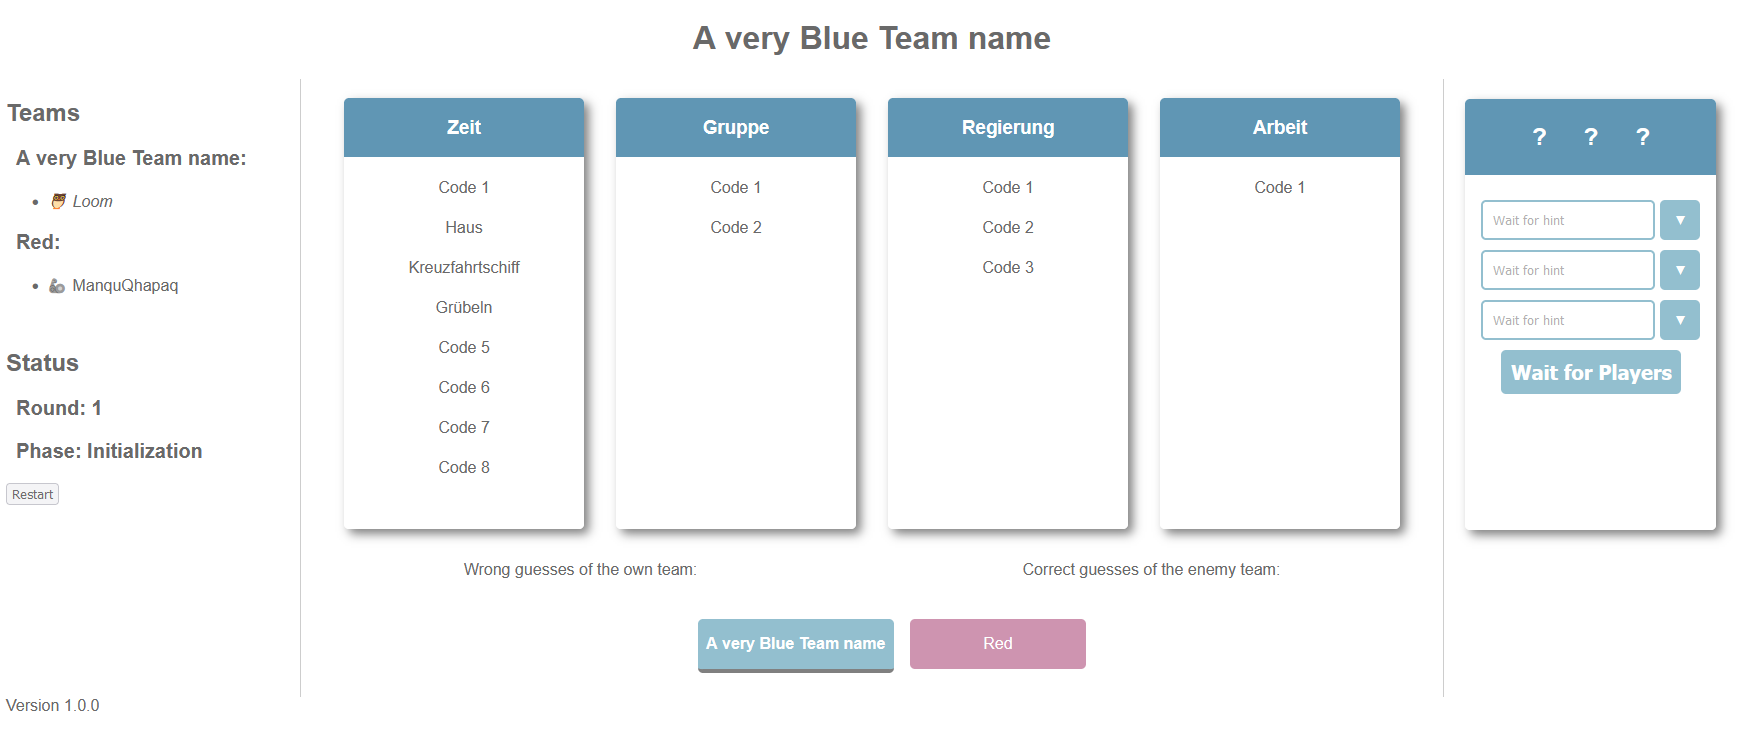 A very Blue Team name
Teams
A very Blue Team name:
Loom
Red:
ManquQhapaq
Status
Round: 1
Phase: Initialization
Restart
Version 1.0.0
Zeit
Code 1
Haus
Kreuzfahrtschiff
Grübeln
Code 5
Code 6
Code 7
Code 8
Gruppe
Code 1
Code 2
Regierung
Code 1
Code 2
Code 3
Arbeit
Code 1
Wrong guesses of the own team:
Correct guesses of the enemy team:
A very Blue Team name
Red
? ? ?
Wait for hint
Wait for hint
Wait for hint
Wait for Players